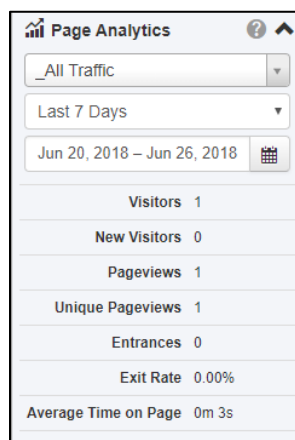 Page Analytics
_All Traffic
Last 7 Days
Jun 20, 2018 – Jun 26, 2018
Visitors 1
New Visitors 0
Pageviews 1
Unique Pageviews 1
Entrances 0
Exit Rate 0.00%
Average Time on Page 0m 3s